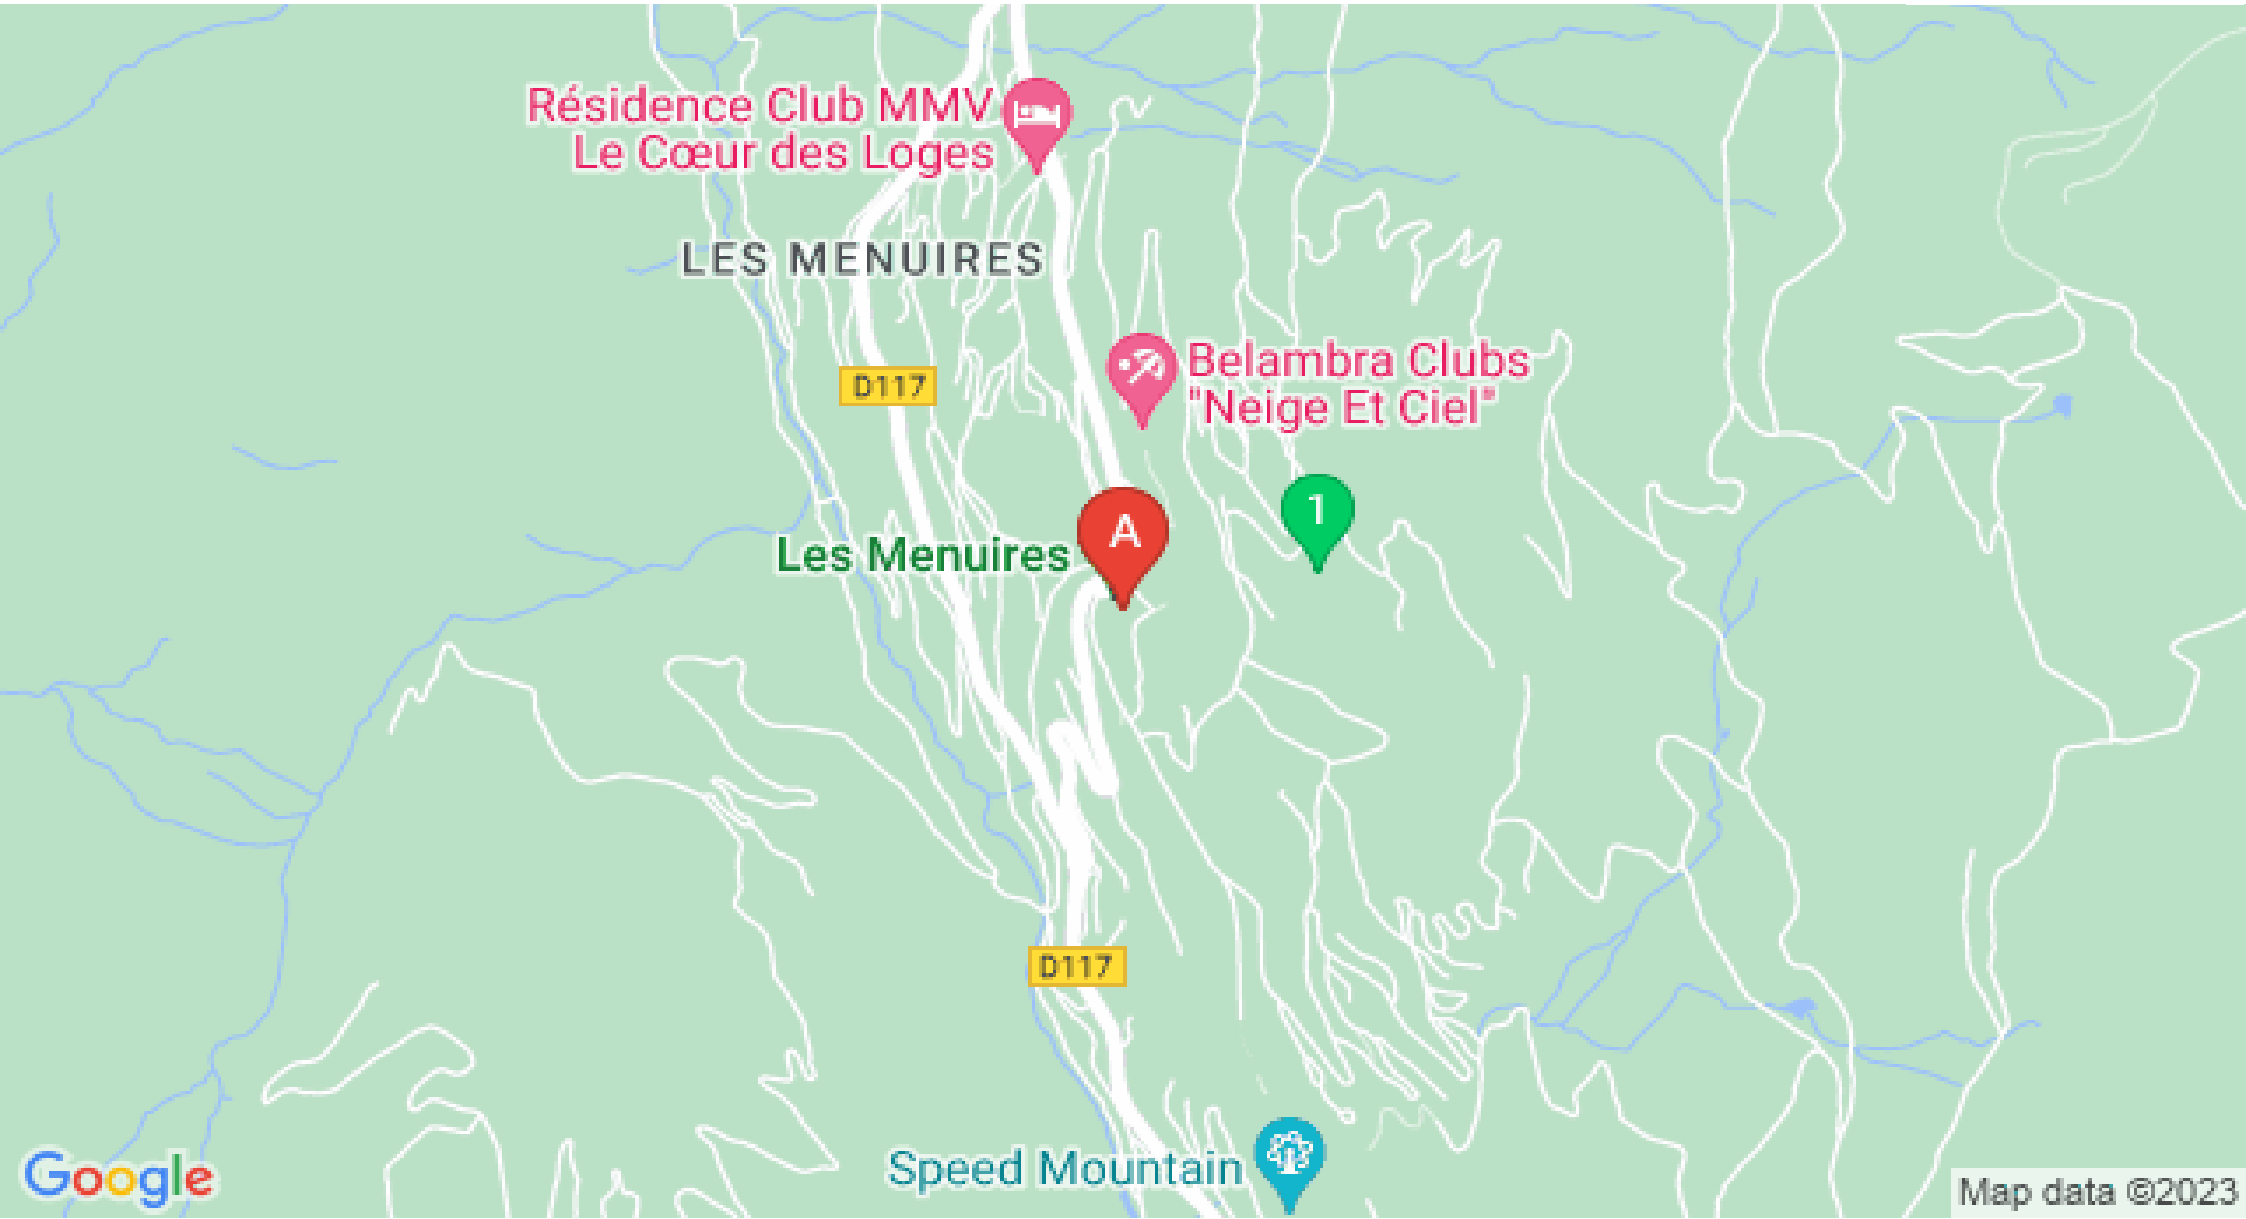 Résidence Club MMV
Le Cœur des Loges
LES MENUIRES
D117
Belambra Clubs
"Neige Et Ciel"
1
A
Les Menuires
D117
Speed Mountain
Google
Map data ©2023